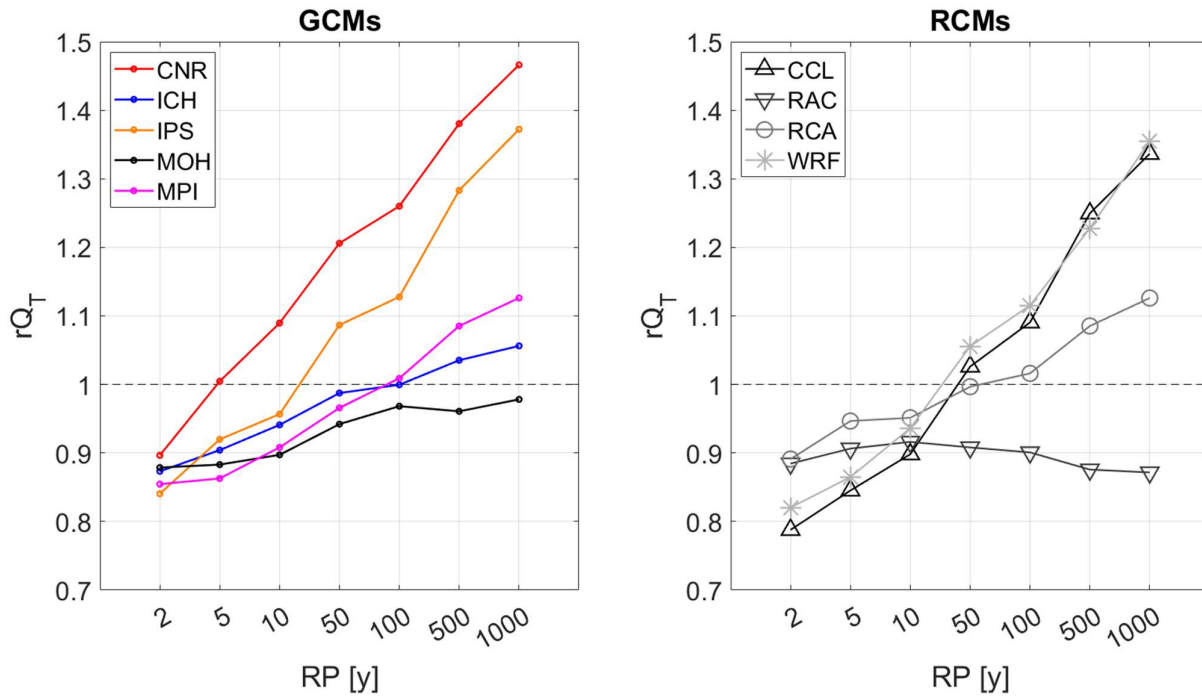 GCMs
1.5
1.4
1.3
1.2
1.1
1
0.9
0.8
0.7
rQ_T
CNR
ICH
IPS
MOH
MPI
2 5 10 50 100 500 1000
RP [y]
RCMs
1.5
1.4
1.3
1.2
1.1
1
0.9
0.8
0.7
rQ_T
CCL
RAC
RCA
WRF
2 5 10 50 100 500 1000
RP [y]